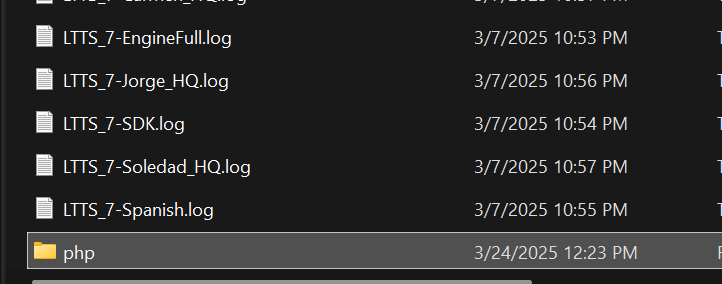 LTTS_7-EngineFull.log 3/7/2025 10:53 PM
LTTS_7-Jorge_HQ.log 3/7/2025 10:56 PM
LTTS_7-SDK.log 3/7/2025 10:54 PM
LTTS_7-Soledad_HQ.log 3/7/2025 10:57 PM
LTTS_7-Spanish.log 3/7/2025 10:55 PM
php 3/24/2025 12:23 PM